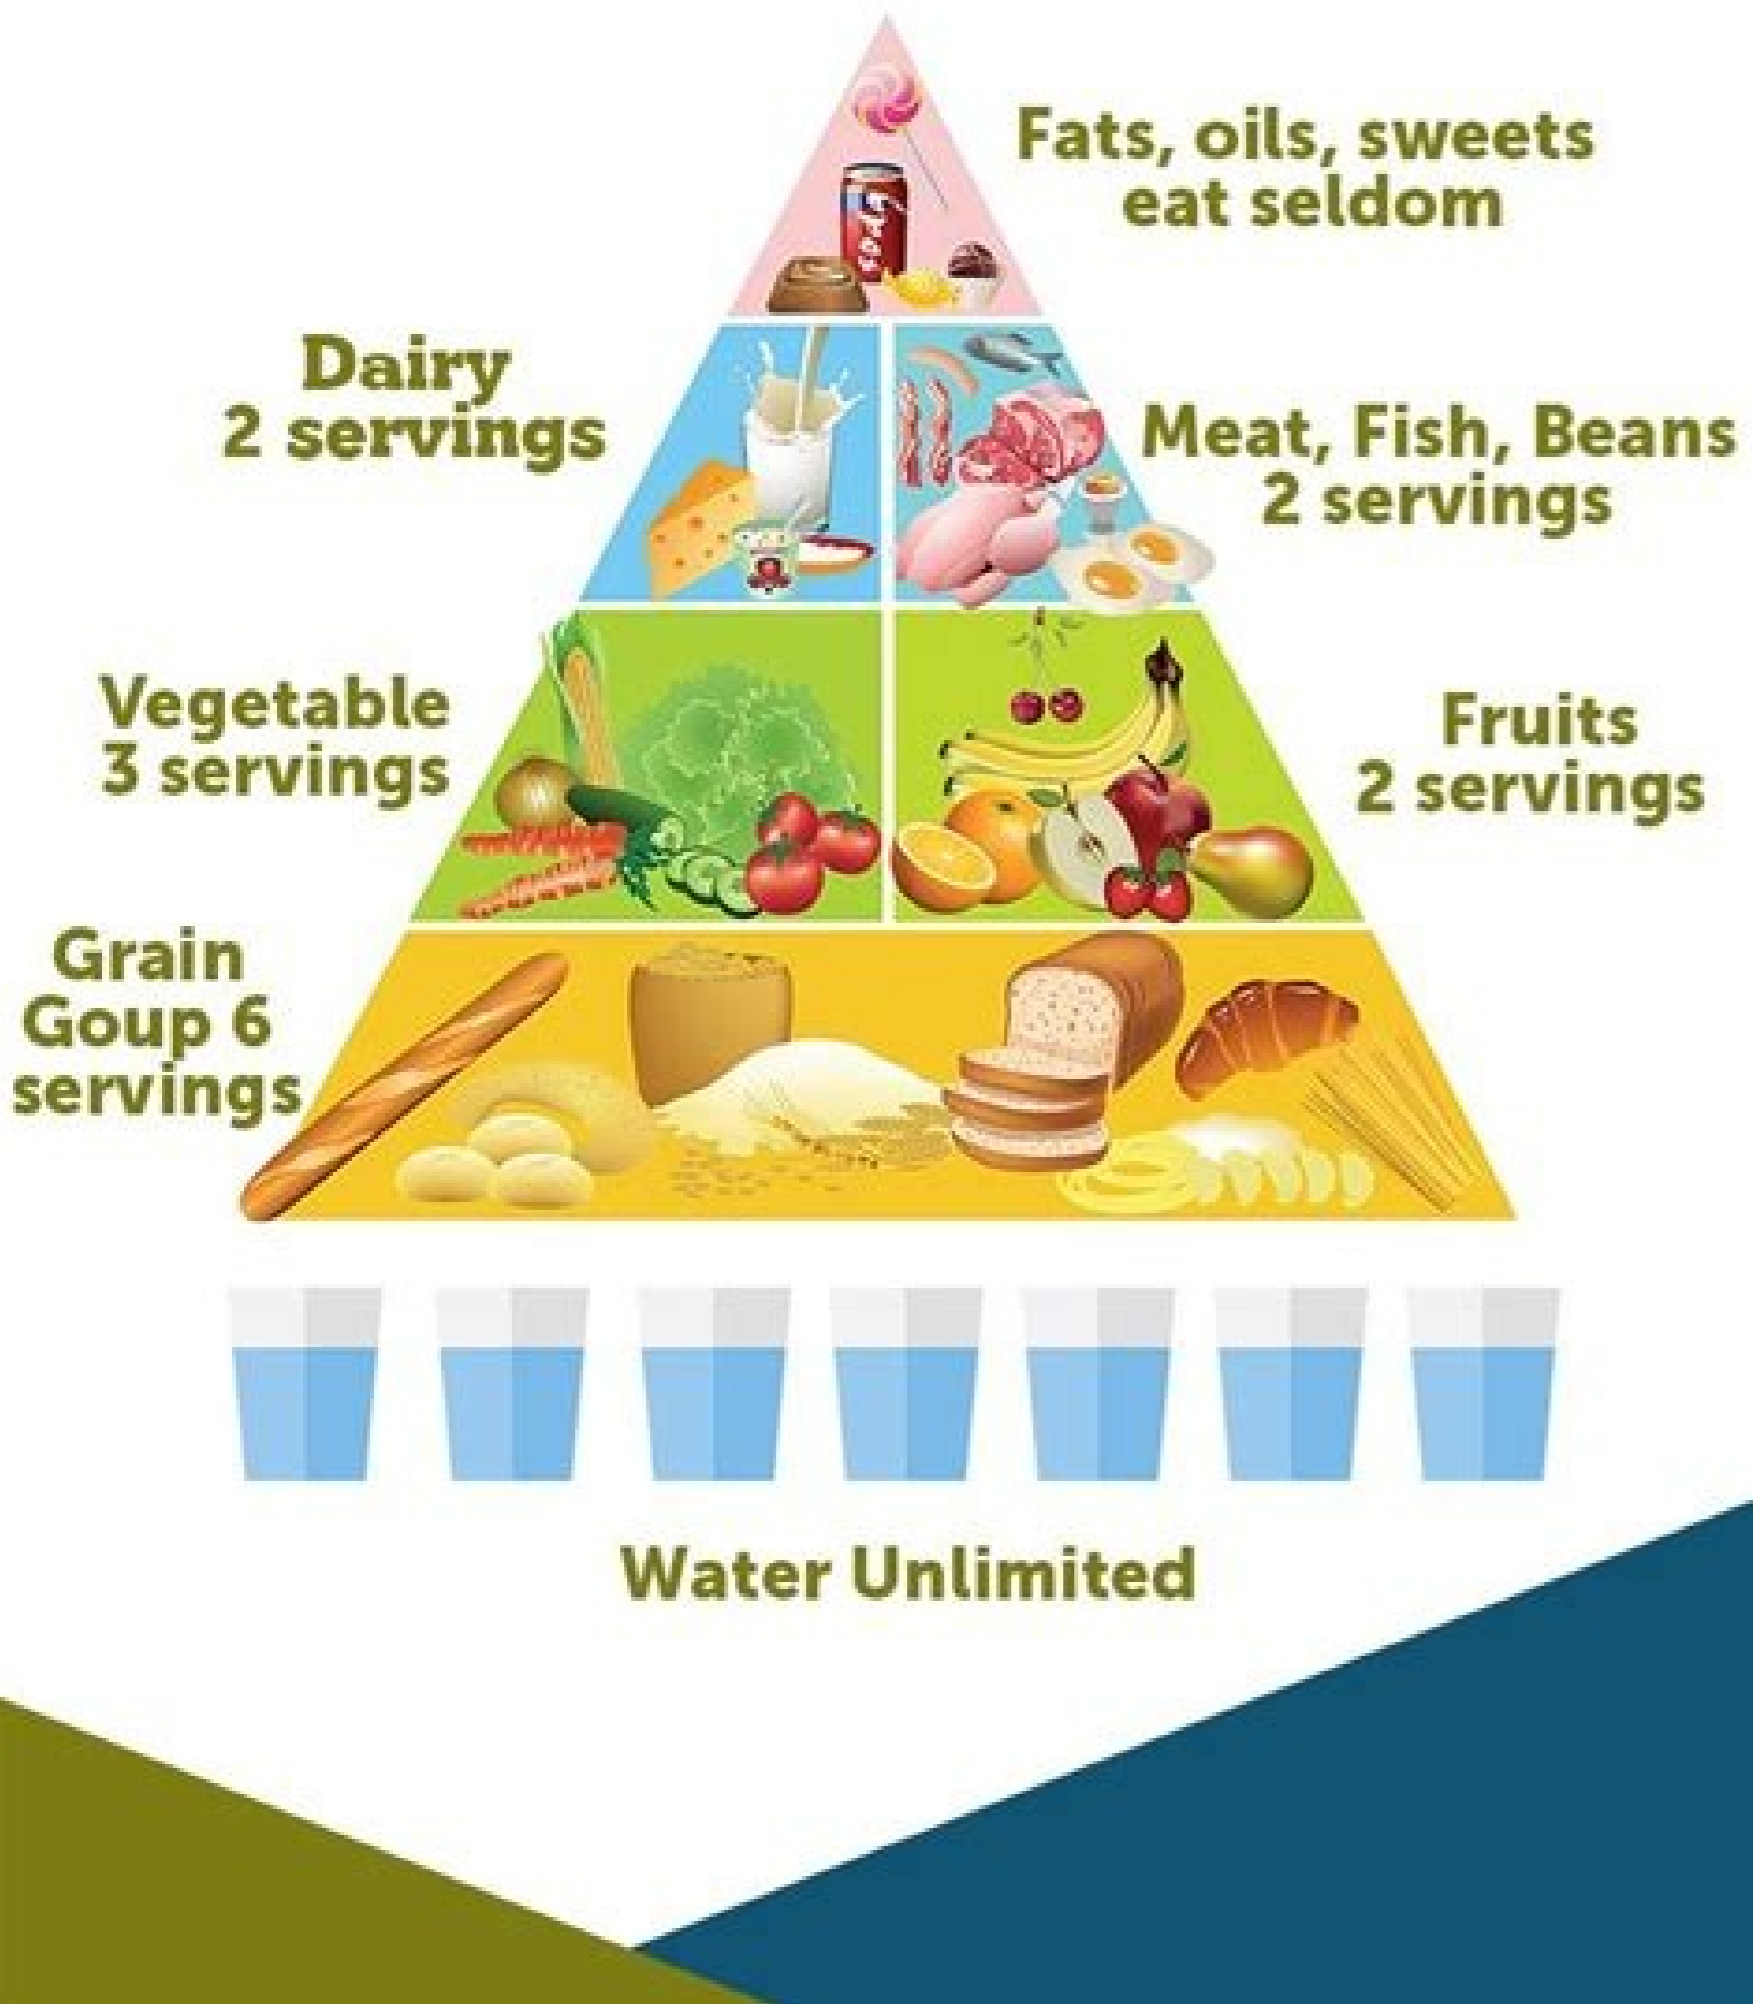 Fats, oils, sweets
eat seldom
soda
Dairy
2 servings
Meat, Fish, Beans
2 servings
Vegetable
3 servings
Fruits
2 servings
Grain
Goup 6
servings
Water Unlimited